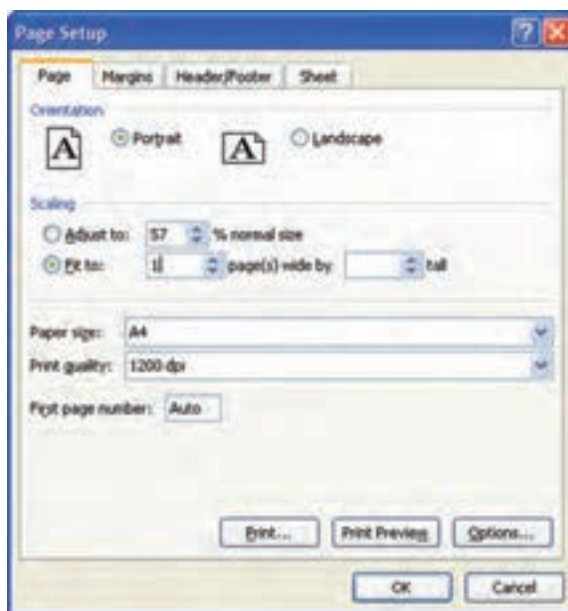 Page Setup
Page Margins Header/Footer Sheet
Orientation
A Portrait A Landscape
Scaling
Adjust to: 57 % normal size
Fit to: 1 page(s) wide by tall
Paper size: A4
Print quality: 1200 dpi
First page number: Auto
Print... Print Preview Options...
OK Cancel